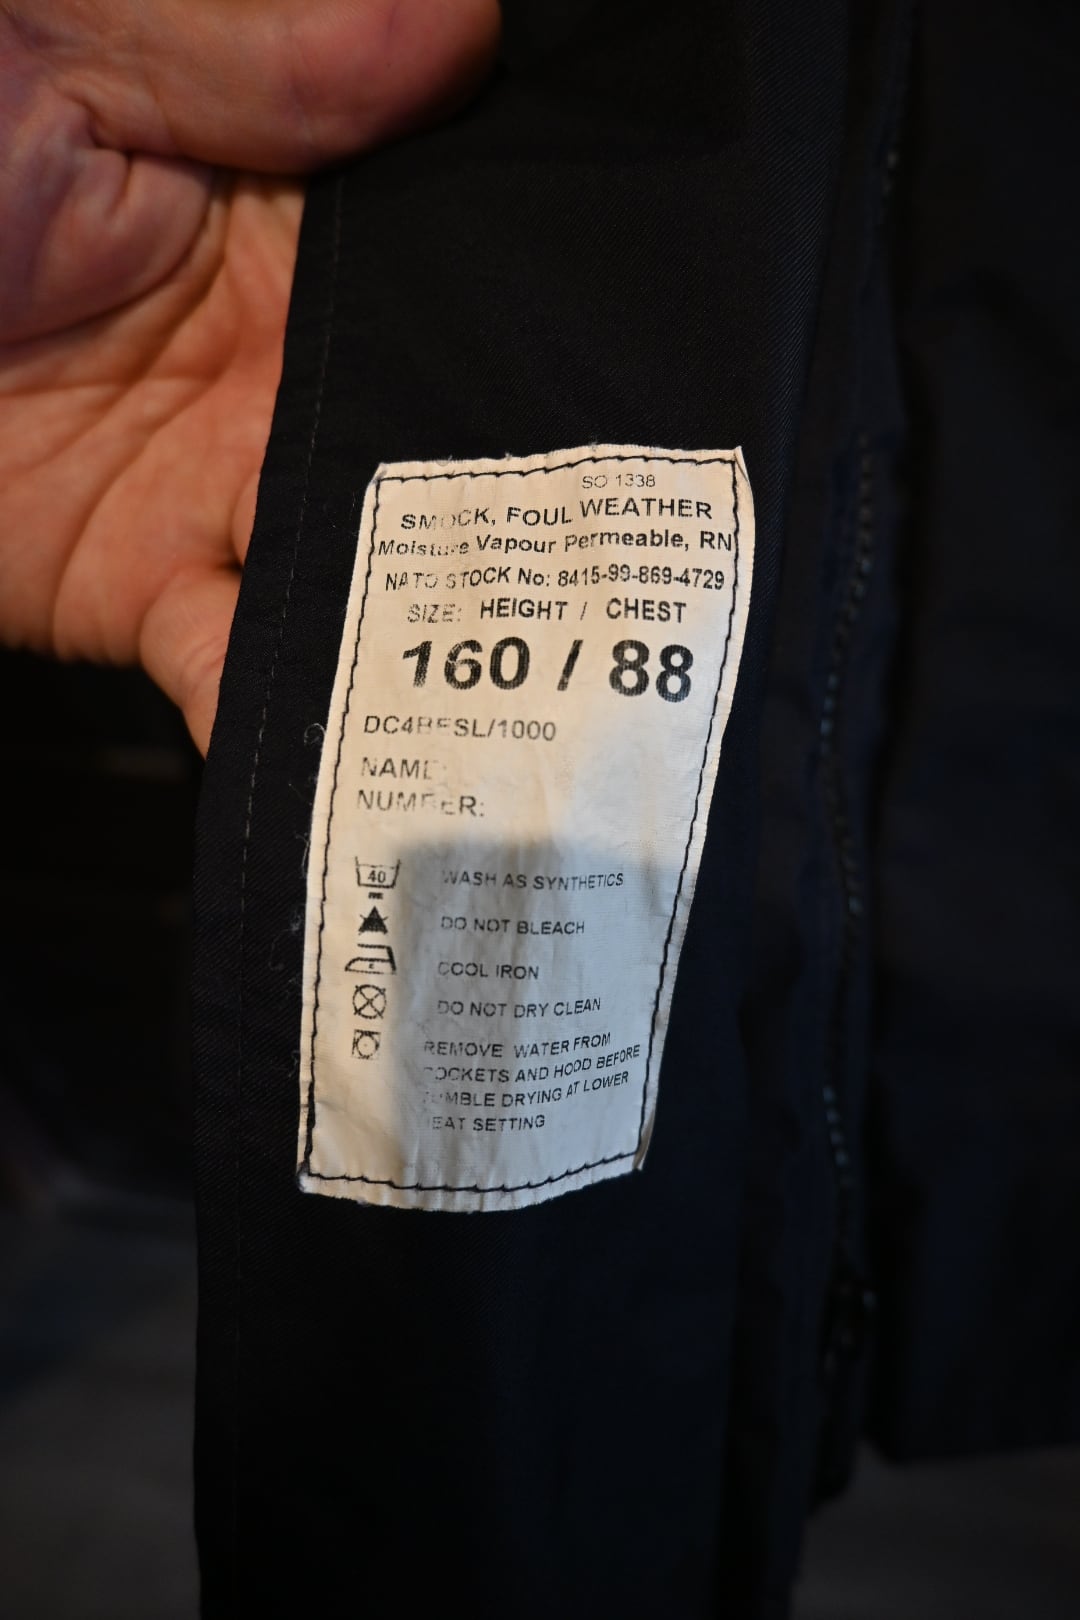 SO 1338
SMOCK, FOUL WEATHER
Moisture Vapour Permeable, RN
NATO STOCK No: 8415-99-869-4729
SIZE: HEIGHT / CHEST
160 / 88
DC4BESL/1000
NAME:
NUMBER:
40 WASH AS SYNTHETICS
DO NOT BLEACH
COOL IRON
DO NOT DRY CLEAN
REMOVE WATER FROM
POCKETS AND HOOD BEFORE
TUMBLE DRYING AT LOWER
HEAT SETTING